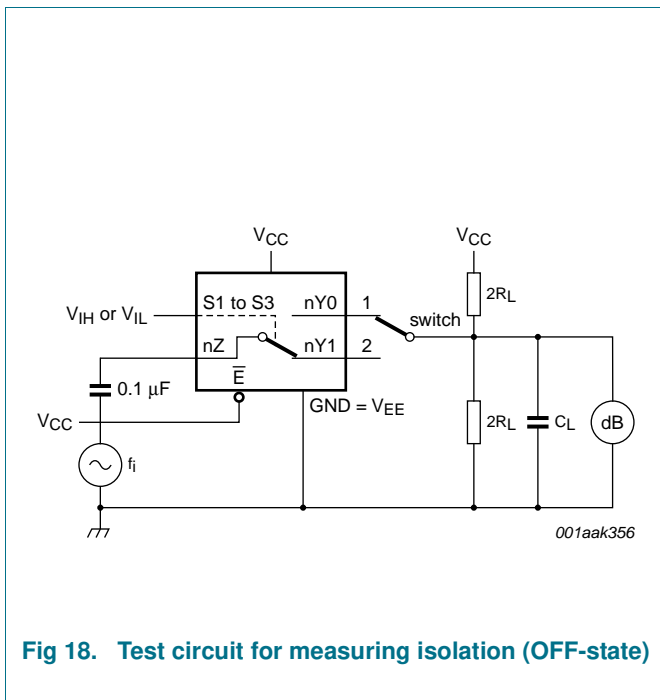 VCC
VCC
S1 to S3
nY0
1
2RL
VIH or VIL
switch
nZ
nY1
2
E
0.1 μF
GND = VEE
VCC
2RL
CL
dB
fi
001aak356
Fig 18. Test circuit for measuring isolation (OFF-state)